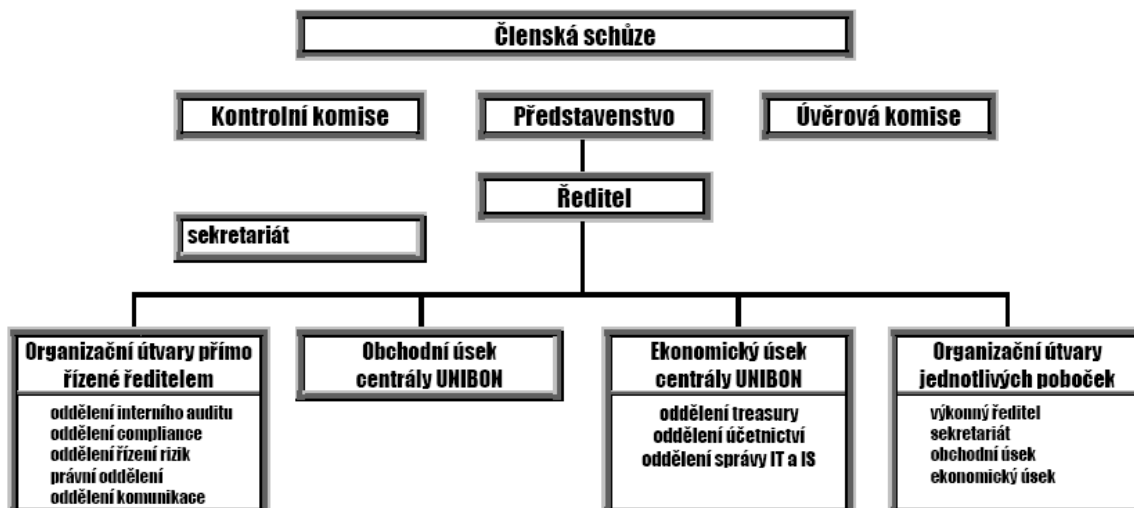 Členská schůze
Kontrolní komise
Představenstvo
Úvěrová komise
Ředitel
sekretariát
Organizační útvary přímo
řízené ředitelem
oddělení interního auditu
oddělení compliance
oddělení řízení rizik
právní oddělení
oddělení komunikace
Obchodní úsek
centrály UNIBON
Ekonomický úsek
centrály UNIBON
oddělení treasury
oddělení účetnictví
oddělení správy IT a IS
Organizační útvary
jednotlivých poboček
výkonný ředitel
sekretariát
obchodní úsek
ekonomický úsek